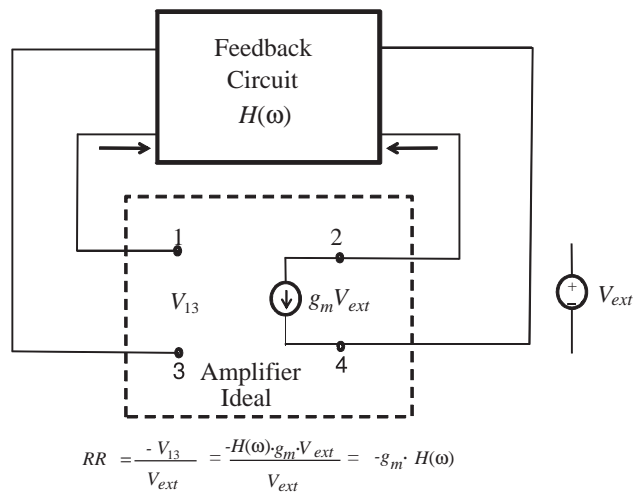 Feedback
Circuit
H(ω)
1
2
V13
gmVext
+
−
Vext
3
4
Amplifier
Ideal
RR = - V13 / Vext = -H(ω)·gm·Vext / Vext = -gm· H(ω)